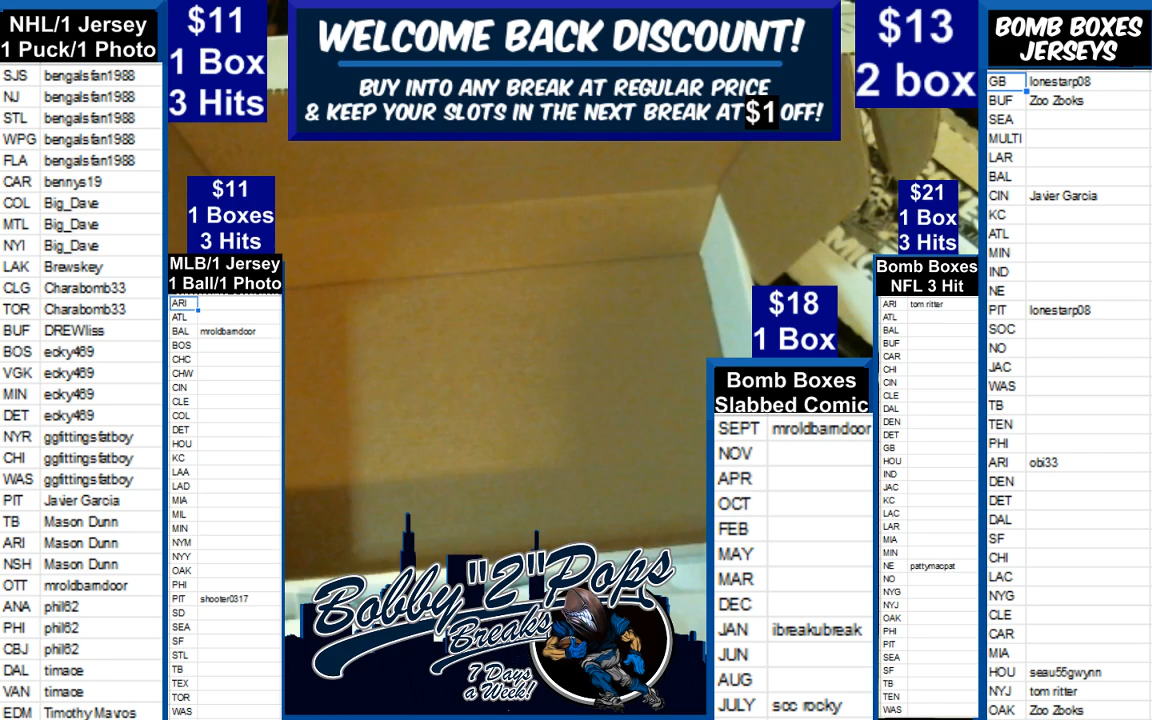 NHL/1 Jersey
1 Puck/1 Photo
SJS bengalsfan1988
NJ bengalsfan1988
STL bengalsfan1988
WPG bengalsfan1988
FLA bengalsfan1988
CAR bennys19
COL Big_Dave
MTL Big_Dave
NYI Big_Dave
LAK Brewskey
CLG Charabomb33
TOR Charabomb33
BUF DREWliss
BOS ecky469
VGK ecky469
MIN ecky469
DET ecky469
NYR ggfittingsfatboy
CHI ggfittingsfatboy
WAS ggfittingsfatboy
PIT Javier Garcia
TB Mason Dunn
ARI Mason Dunn
NSH Mason Dunn
OTT mroldbarndoor
ANA phil62
PHI phil62
CBJ phil62
DAL timace
VAN timace
EDM Timothy Mavros
$11
1 Box
3 Hits
$11
1 Boxes
3 Hits
MLB/1 Jersey
1 Ball/1 Photo
ARI
ATL
BAL mroldbarndoor
BOS
CHC
CHW
CIN
CLE
COL
DET
HOU
KC
LAA
LAD
MIA
MIL
MIN
NYM
NYY
OAK
PHI
PIT shooter0317
SD
SEA
SF
STL
TB
TEX
TOR
WAS
WELCOME BACK DISCOUNT!
BUY INTO ANY BREAK AT REGULAR PRICE
& KEEP YOUR SLOTS IN THE NEXT BREAK AT $1 OFF!
Bobby "2" Pops
Breaks
7 Days
a Week!
$18
1 Box
Bomb Boxes
Slabbed Comic
SEPT mroldbarndoor
NOV
APR
OCT
FEB
MAY
MAR
DEC
JAN ibreakubreak
JUN
AUG
JULY scc rocky
$13
2 box
$21
1 Box
3 Hits
Bomb Boxes
NFL 3 Hit
ARI tom ritter
ATL
BAL
BUF
CAR
CHI
CIN
CLE
DAL
DEN
DET
GB
HOU
IND
JAC
KC
LAC
LAR
MIA
MIN
NE pattymacpat
NO
NYG
NYJ
OAK
PHI
PIT
SEA
SF
TB
TEN
WAS
BOMB BOXES
JERSEYS
GB lonestarp08
BUF Zoo Zooks
SEA
MULTI
LAR
BAL
CIN Javier Garcia
KC
ATL
MIN
IND
NE
PIT lonestarp08
SOC
NO
JAC
WAS
TB
TEN
PHI
ARI obi33
DEN
DET
DAL
SF
CHI
LAC
NYG
CLE
CAR
MIA
HOU seau55gwynn
NYJ tom ritter
OAK Zoo Zooks